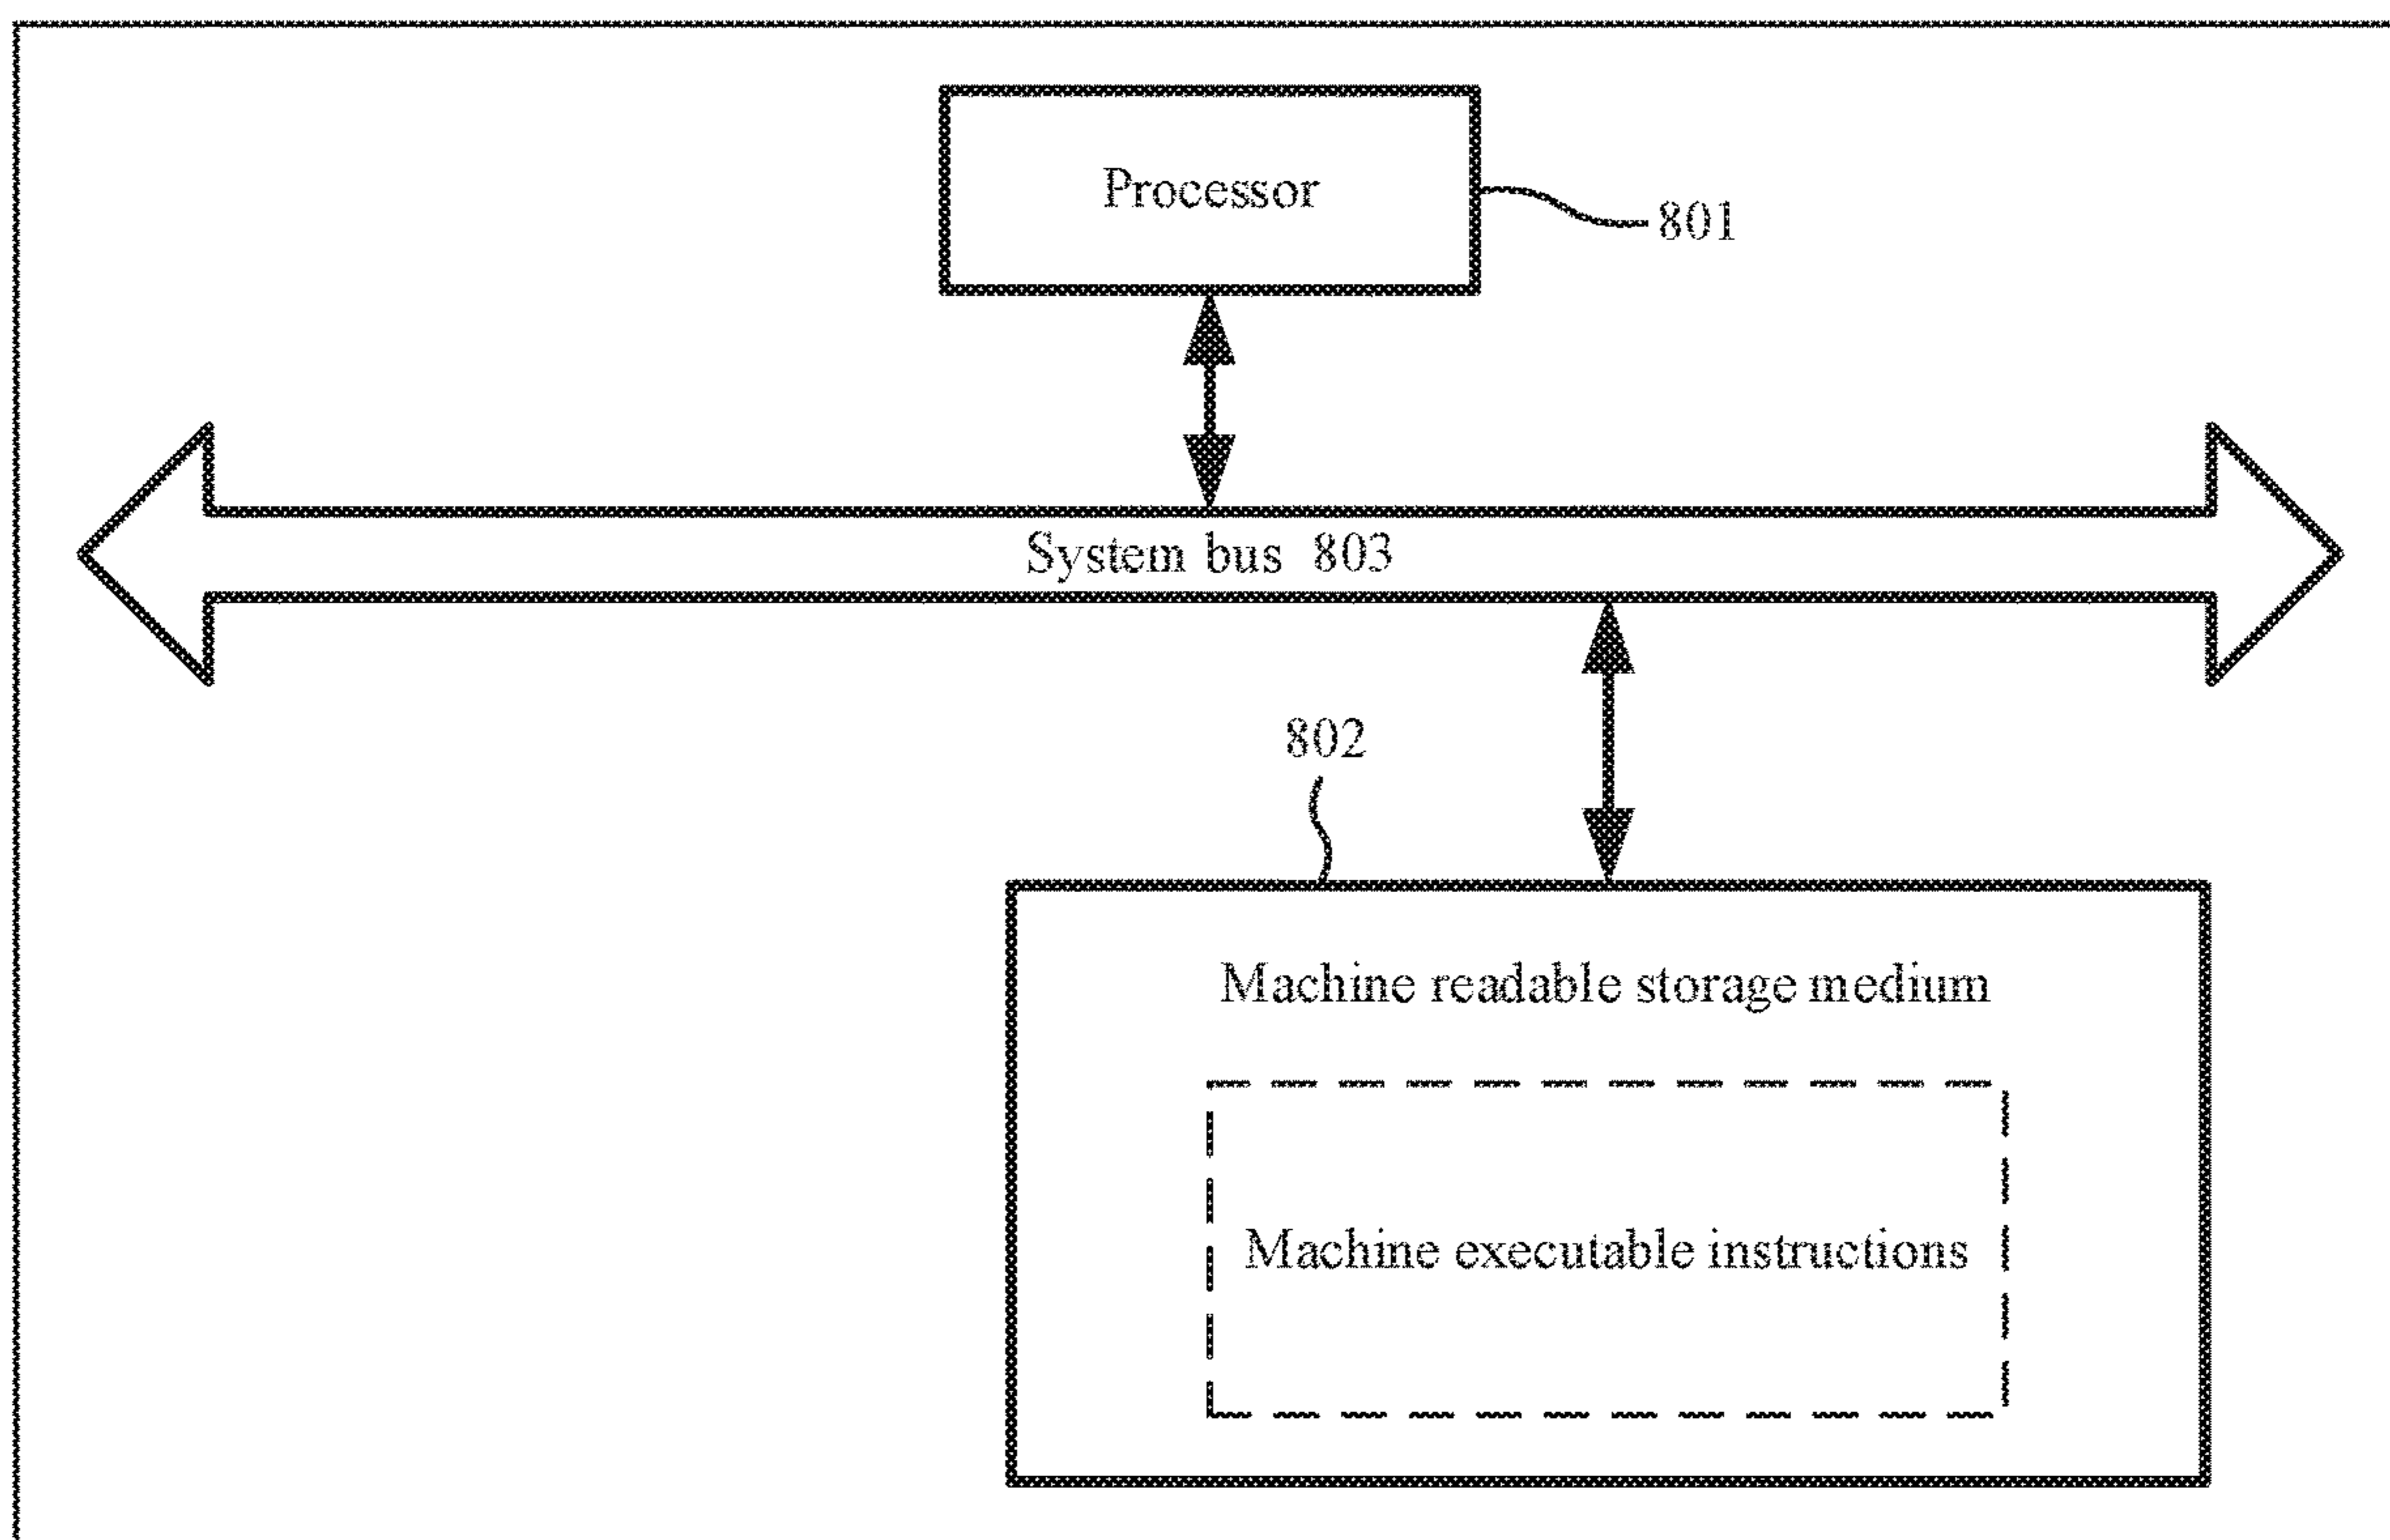 Processor
801
System bus 803
802
Machine readable storage medium
Machine executable instructions